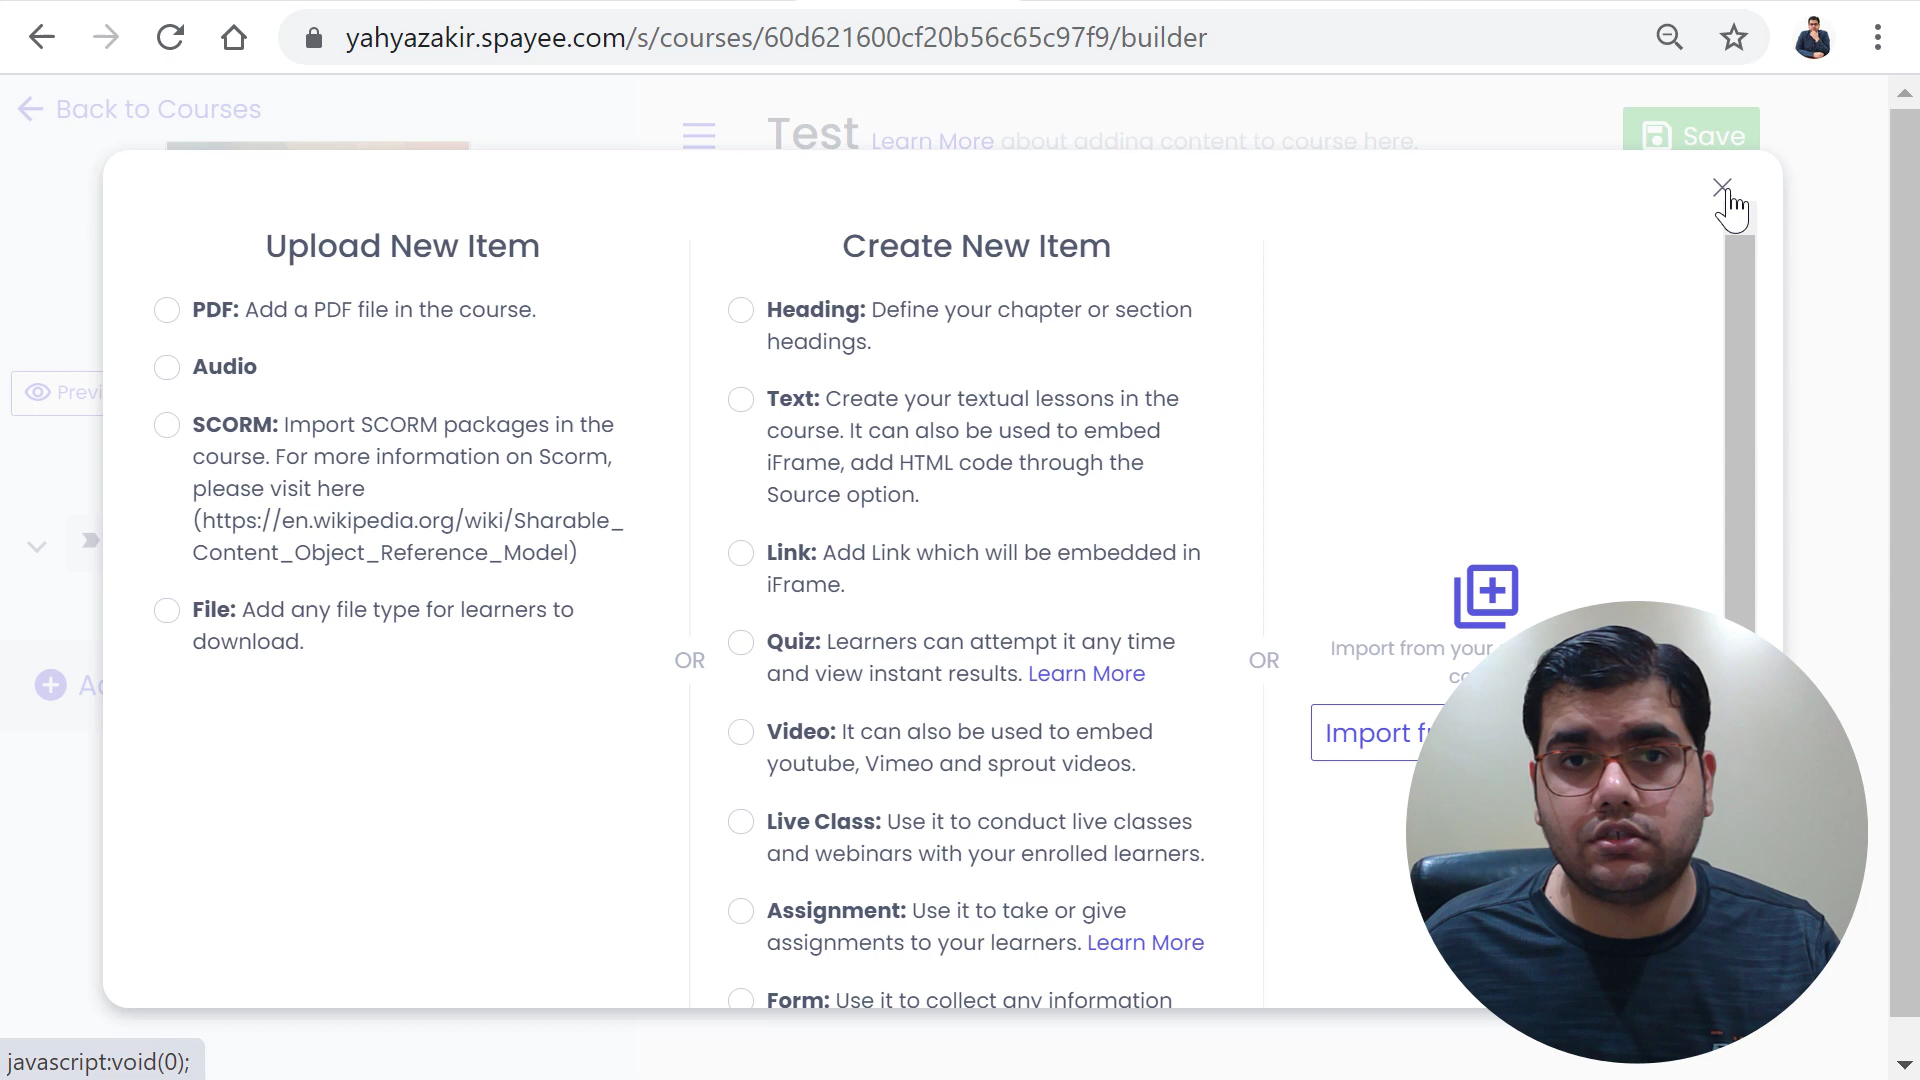 yahyazakir.spayee.com/s/courses/60d621600cf20b56c65c97f9/builder
Back to Courses
Test Learn More about adding content to course here.
Save
Upload New Item
PDF: Add a PDF file in the course.
Audio
SCORM: Import SCORM packages in the
course. For more information on Scorm,
please visit here
(https://en.wikipedia.org/wiki/Sharable_
Content_Object_Reference_Model)
File: Add any file type for learners to
download.
OR
Create New Item
Heading: Define your chapter or section
headings.
Text: Create your textual lessons in the
course. It can also be used to embed
iFrame, add HTML code through the
Source option.
Link: Add Link which will be embedded in
iFrame.
Quiz: Learners can attempt it any time
and view instant results. Learn More
Video: It can also be used to embed
youtube, Vimeo and sprout videos.
Live Class: Use it to conduct live classes
and webinars with your enrolled learners.
Assignment: Use it to take or give
assignments to your learners. Learn More
Form: Use it to collect any information
OR
Import from your
Import
javascript:void(0);